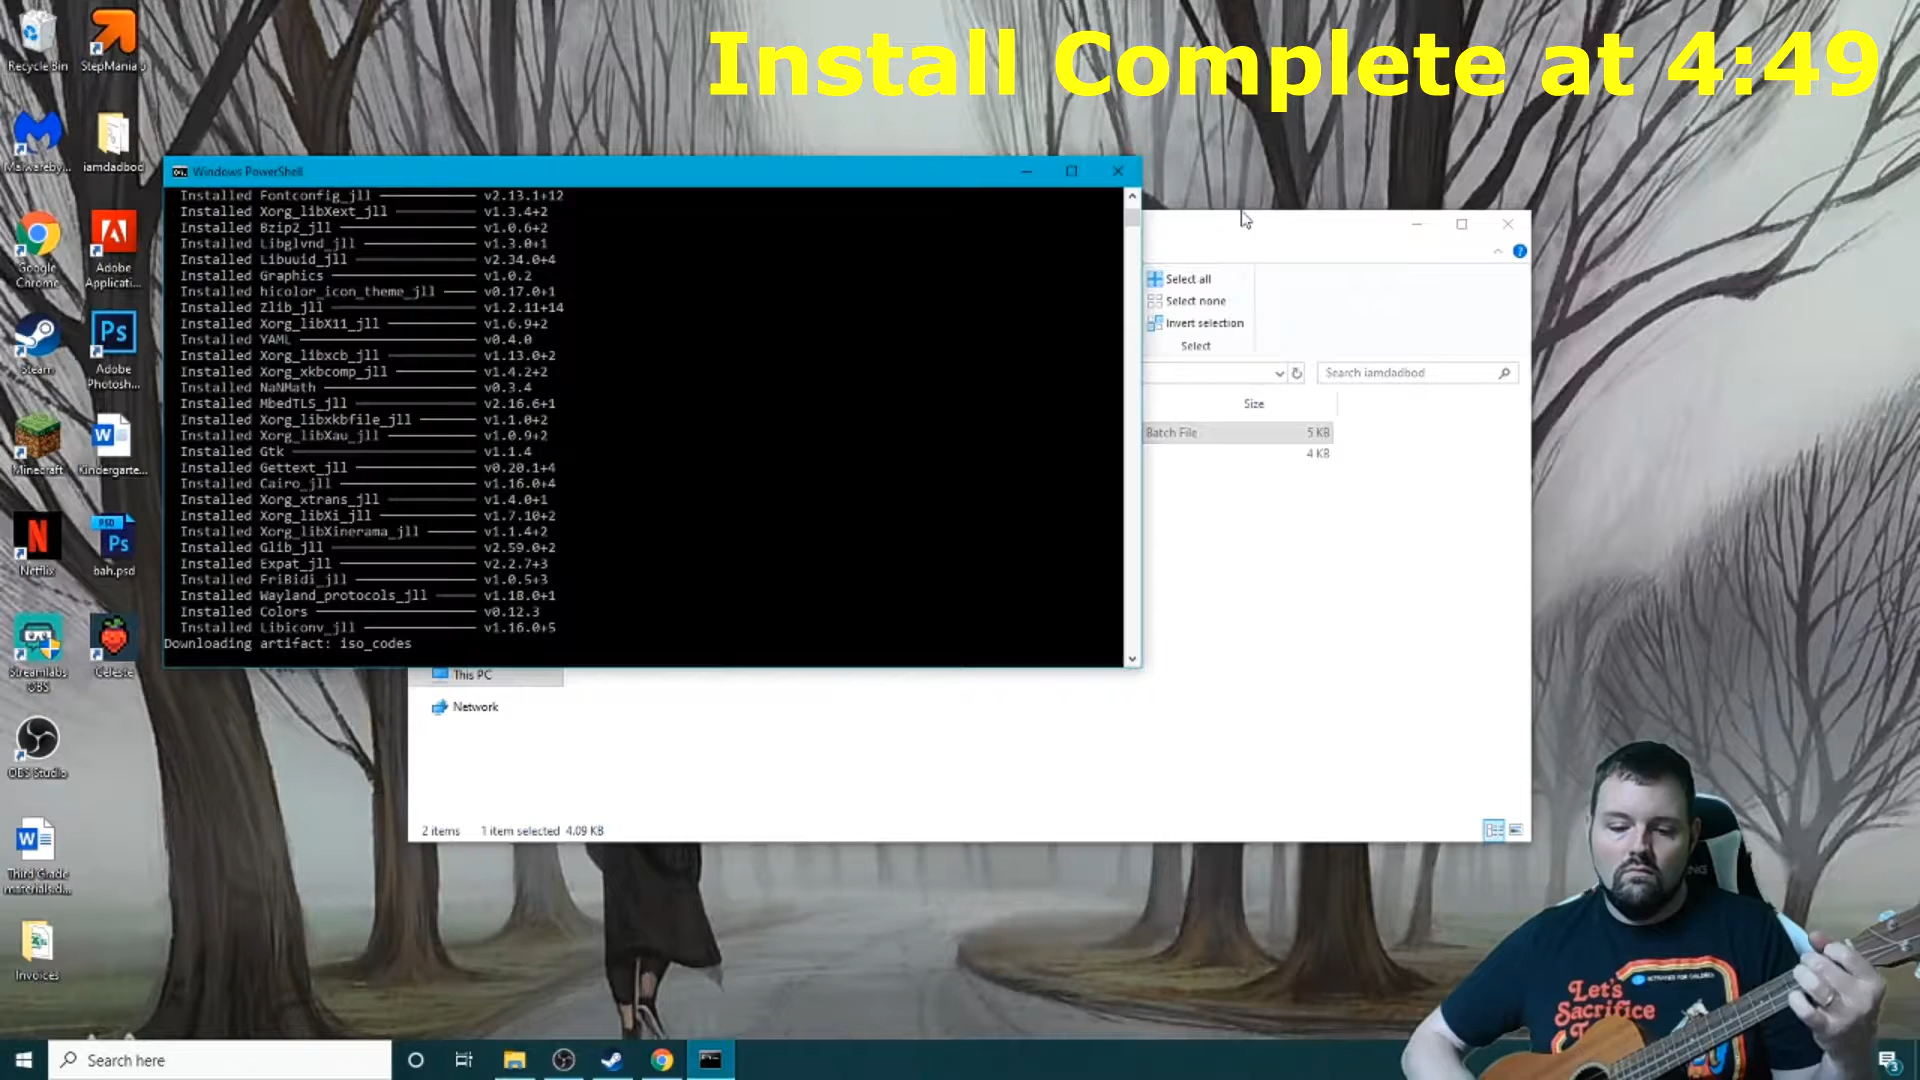 Install Complete at 4:49
Recycle Bin
StepMania 5
Malwareby...
iamdadbod
Google
Chrome
Adobe
Applicati...
Steam
Adobe
Photosh...
Minecraft
Kindergarte...
Netflix
bah.psd
Streamlabs
OBS
Celeste
OBS Studio
Third Grade
materials.d...
Invoices
Windows PowerShell
Installed Fontconfig_jll v2.13.1+12
Installed Xorg_libXext_jll v1.3.4+2
Installed Bzip2_jll v1.0.6+2
Installed Libglvnd_jll v1.3.0+1
Installed Libuuid_jll v2.34.0+4
Installed Graphics v1.0.2
Installed hicolor_icon_theme_jll v0.17.0+1
Installed Zlib_jll v1.2.11+14
Installed Xorg_libX11_jll v1.6.9+2
Installed YAML v0.4.0
Installed Xorg_libxcb_jll v1.13.0+2
Installed Xorg_xkbcomp_jll v1.4.2+2
Installed NaNMath v0.3.4
Installed MbedTLS_jll v2.16.6+1
Installed Xorg_libxkbfile_jll v1.1.0+2
Installed Xorg_libXau_jll v1.0.9+2
Installed Gtk v1.1.4
Installed Gettext_jll v0.20.1+4
Installed Cairo_jll v1.16.0+4
Installed Xorg_xtrans_jll v1.4.0+1
Installed Xorg_libXi_jll v1.7.10+2
Installed Xorg_libXinerama_jll v1.1.4+2
Installed Glib_jll v2.59.0+2
Installed Expat_jll v2.2.7+3
Installed FriBidi_jll v1.0.5+3
Installed Wayland_protocols_jll v1.18.0+1
Installed Colors v0.12.3
Installed Libiconv_jll v1.16.0+5
Downloading artifact: iso_codes
Select all
Select none
Invert selection
Select
Search iamdadbod
Size
Batch File 5 KB
4 KB
This PC
Network
2 items 1 item selected 4.09 KB
Let's
Sacrifice
Search here
3